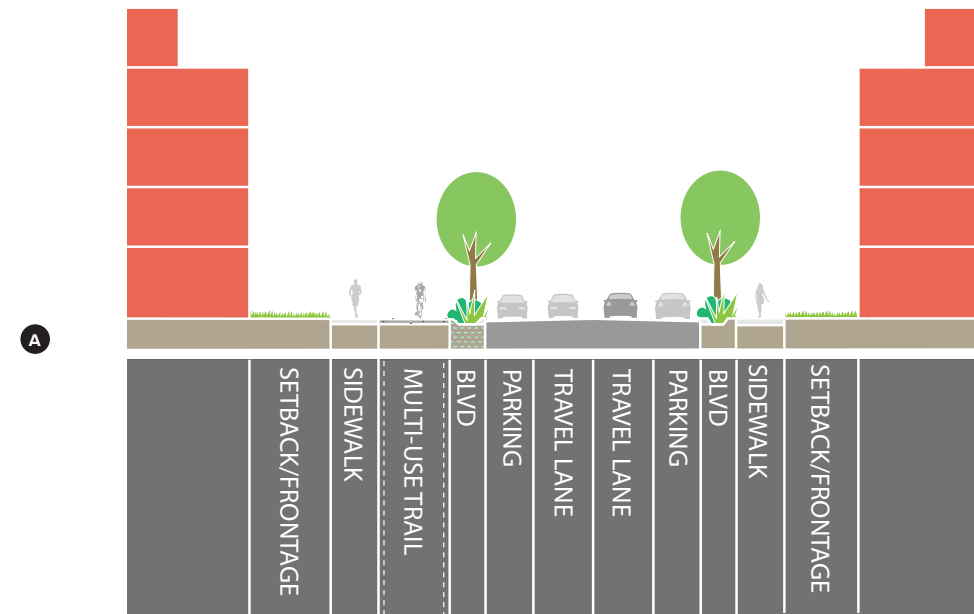 A
SETBACK/FRONTAGE
SIDEWALK
MULTI-USE TRAIL
BLVD
PARKING
TRAVEL LANE
TRAVEL LANE
PARKING
BLVD
SIDEWALK
SETBACK/FRONTAGE